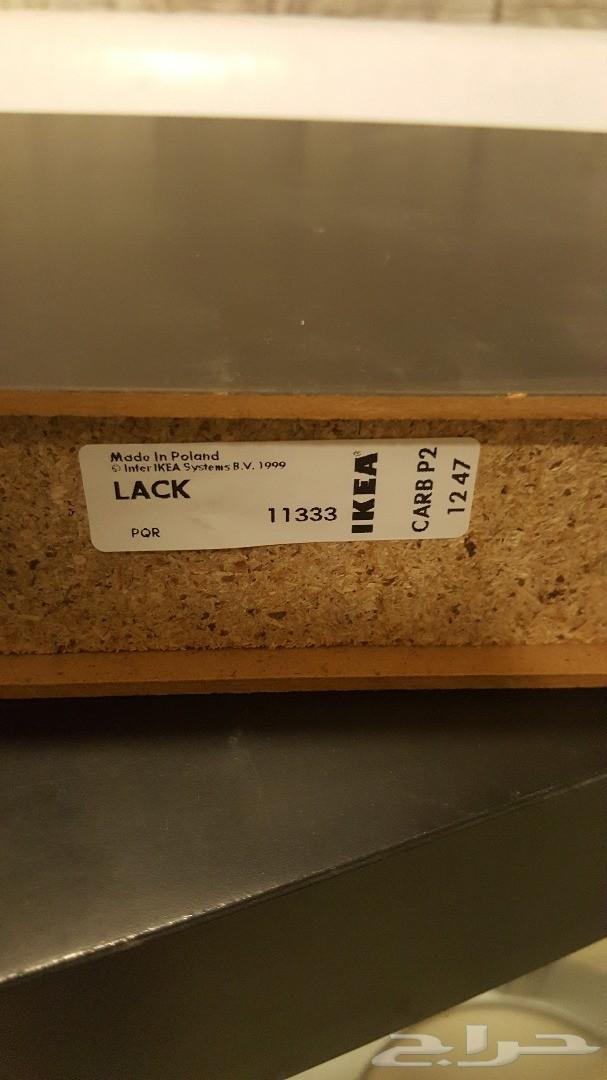 Made In Poland
© Inter IKEA Systems B.V. 1999
LACK
11333
PQR
IKEA®
CARB P2
12 47
حراج